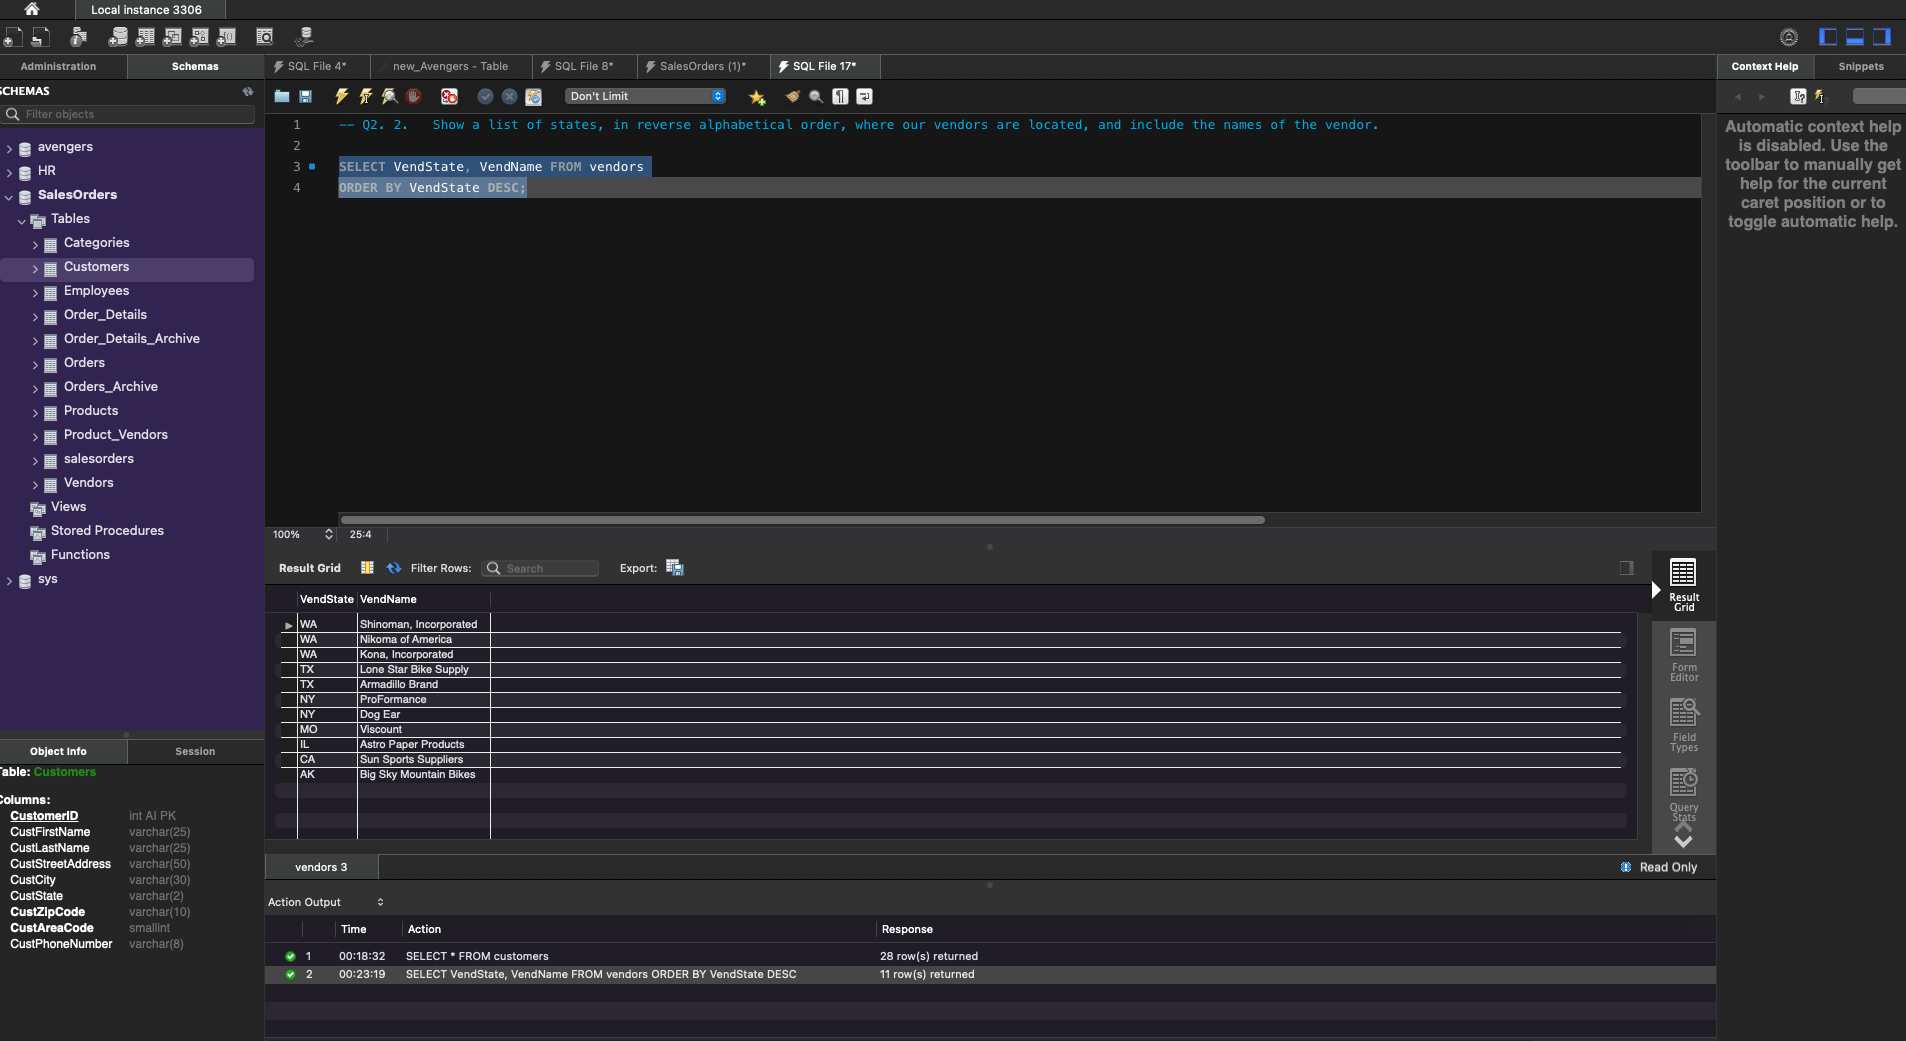 Local instance 3306
Administration Schemas
SQL File 4* new_Avengers - Table SQL File 8* SalesOrders (1)* SQL File 17*
Context Help Snippets
SCHEMAS
Filter objects
avengers
HR
SalesOrders
Tables
Categories
Customers
Employees
Order_Details
Order_Details_Archive
Orders
Orders_Archive
Products
Product_Vendors
salesorders
Vendors
Views
Stored Procedures
Functions
sys
Don't Limit
1 -- Q2. 2. Show a list of states, in reverse alphabetical order, where our vendors are located, and include the names of the vendor.
2
3 SELECT VendState, VendName FROM vendors
4 ORDER BY VendState DESC;
100% 25:4
Automatic context help
is disabled. Use the
toolbar to manually get
help for the current
caret position or to
toggle automatic help.
Result Grid Filter Rows: Search Export:
VendState VendName
WA Shinoman, Incorporated
WA Nikoma of America
WA Kona, Incorporated
TX Lone Star Bike Supply
TX Armadillo Brand
NY ProFormance
NY Dog Ear
MO Viscount
IL Astro Paper Products
CA Sun Sports Suppliers
AK Big Sky Mountain Bikes
Result
Grid
Form
Editor
Field
Types
Query
Stats
vendors 3
Read Only
Object Info Session
Table: Customers
Columns:
CustomerID int AI PK
CustFirstName varchar(25)
CustLastName varchar(25)
CustStreetAddress varchar(50)
CustCity varchar(30)
CustState varchar(2)
CustZipCode varchar(10)
CustAreaCode smallint
CustPhoneNumber varchar(8)
Action Output
Time Action Response
1 00:18:32 SELECT * FROM customers 28 row(s) returned
2 00:23:19 SELECT VendState, VendName FROM vendors ORDER BY VendState DESC 11 row(s) returned